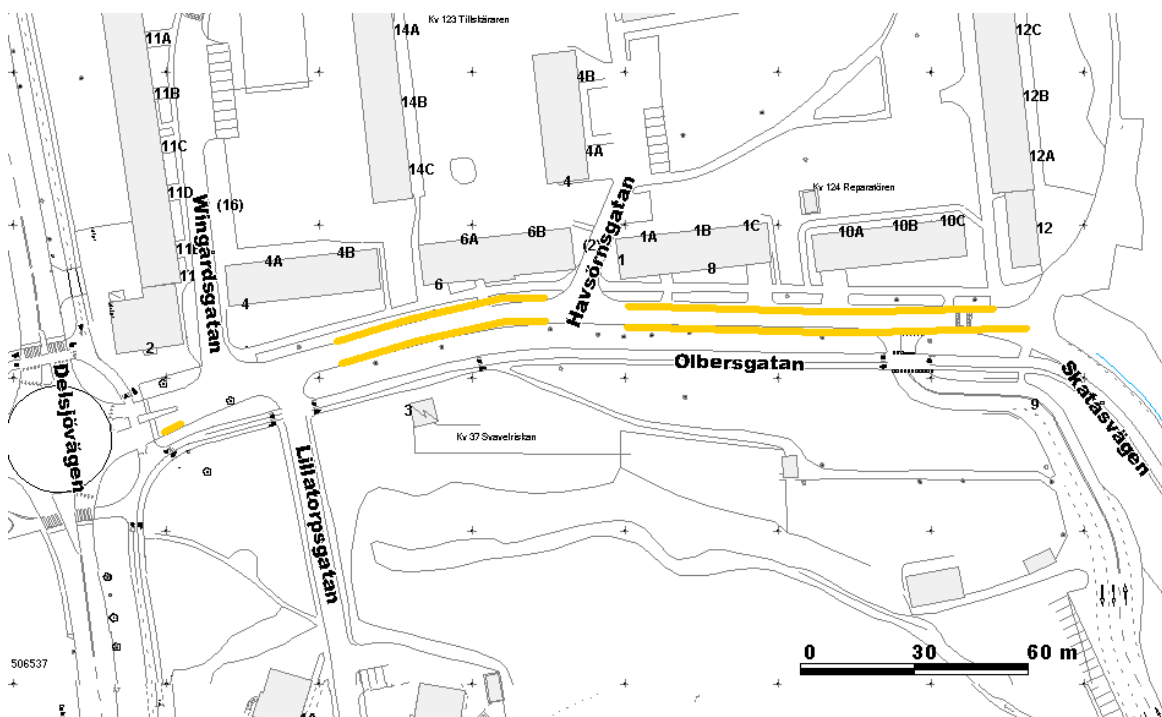 Kv 123 Tillskäraren
11A
14A
12C
4B
11B
14B
12B
11C
4A
12A
14C
4
11D
(16)
Kv 124 Reparatören
Wingårdsgatan
Havsörnsgatan
10C
10B
10A
12
1C
1B
1A
6B
6A
(2)
4B
4A
11
1
8
6
4
2
Olbersgatan
Delsjövägen
Skatåsvägen
3
9
Kv 37 Svavelriskan
Lillatorpsgatan
506537
0 30 60 m